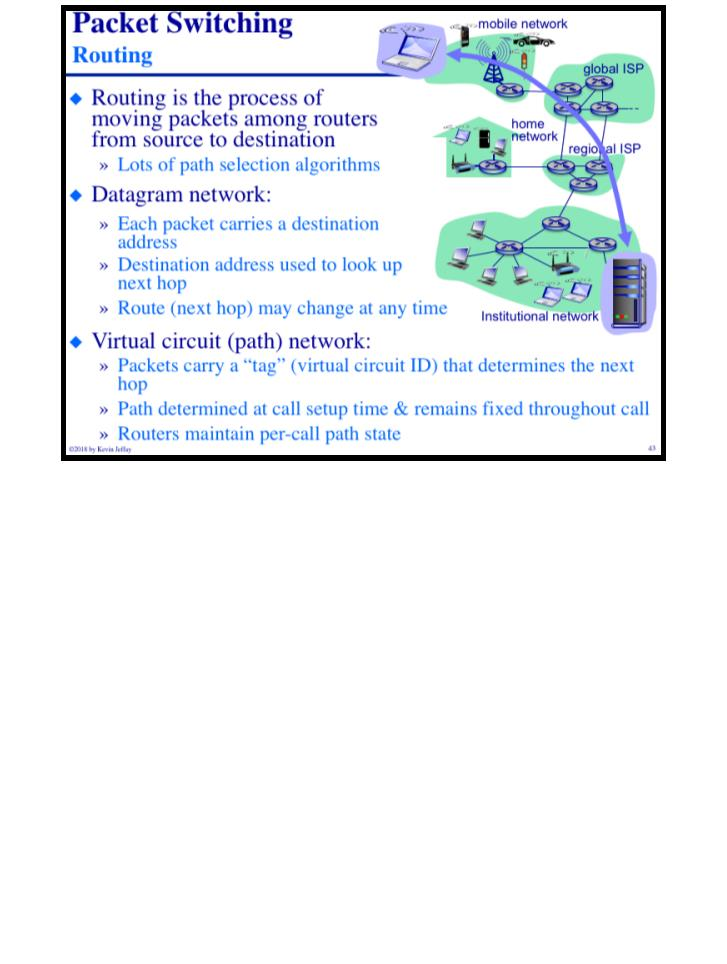 Packet Switching
Routing
◆ Routing is the process of
moving packets among routers
from source to destination
» Lots of path selection algorithms
◆ Datagram network:
» Each packet carries a destination
address
» Destination address used to look up
next hop
» Route (next hop) may change at any time
◆ Virtual circuit (path) network:
» Packets carry a “tag” (virtual circuit ID) that determines the next
hop
» Path determined at call setup time & remains fixed throughout call
» Routers maintain per-call path state
mobile network
global ISP
home
network
regional ISP
Institutional network
©2018 by Kevin Jeffay
43